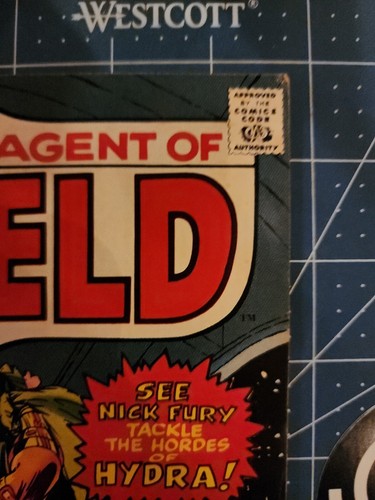 WESTCOTT®
APPROVED
BY THE
COMICS
CODE
CA
AUTHORITY
AGENT OF
ELD
TM
SEE
NICK FURY
TACKLE
THE HORDES
OF
HYDRA!